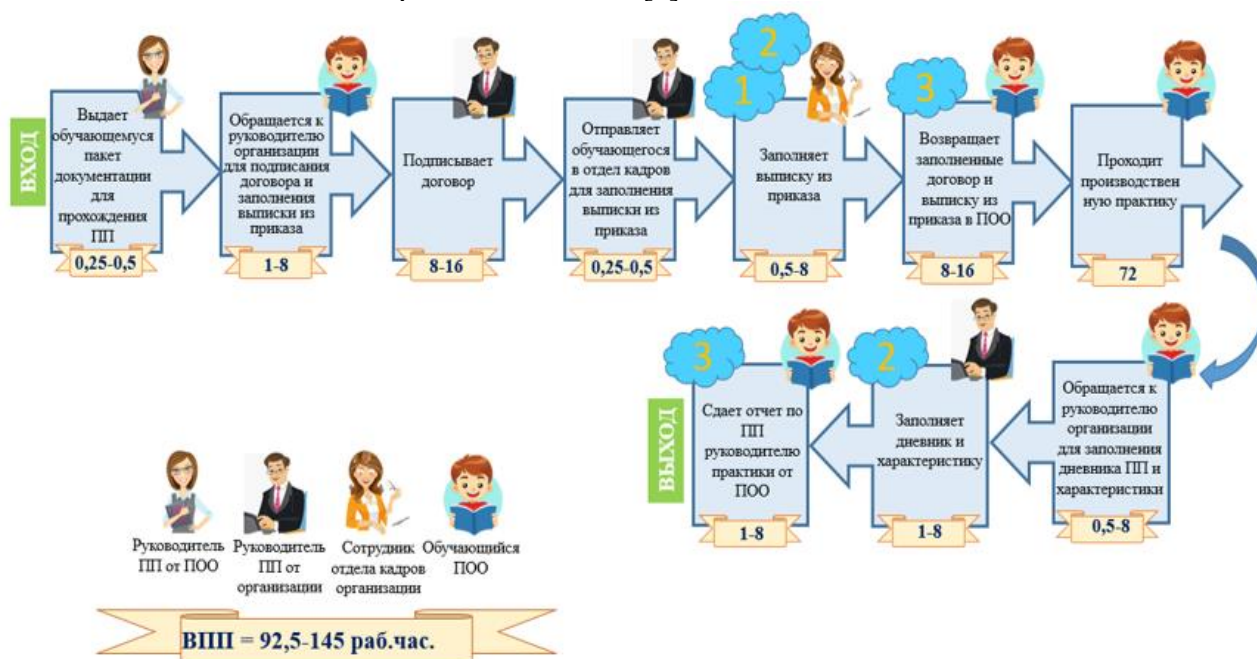 ВХОД
Выдает
обучающемуся
пакет
документации
для
прохождения
ПП
0,25-0,5
Обращается к
руководителю
организации
для подписания
договора и
заполнения
выписки из
приказа
1-8
Подписывает
договор
8-16
Отправляет
обучающегося
в отдел кадров
для заполнения
выписки из
приказа
0,25-0,5
1
2
Заполняет
выписку из
приказа
0,5-8
3
Возвращает
заполненные
договор и
выписку из
приказа в ПОО
8-16
Проходит
производствен
ную практику
72
Обращается к
руководителю
организации
для заполнения
дневника ПП и
характеристики
0,5-8
2
Заполняет
дневник и
характеристику
1-8
3
Сдает отчет по
ПП
руководителю
практики от
ПОО
1-8
ВЫХОД
Руководитель
ПП от ПОО
Руководитель
ПП от
организации
Сотрудник
отдела кадров
организации
Обучающийся
ПОО
ВПП = 92,5-145 раб.час.